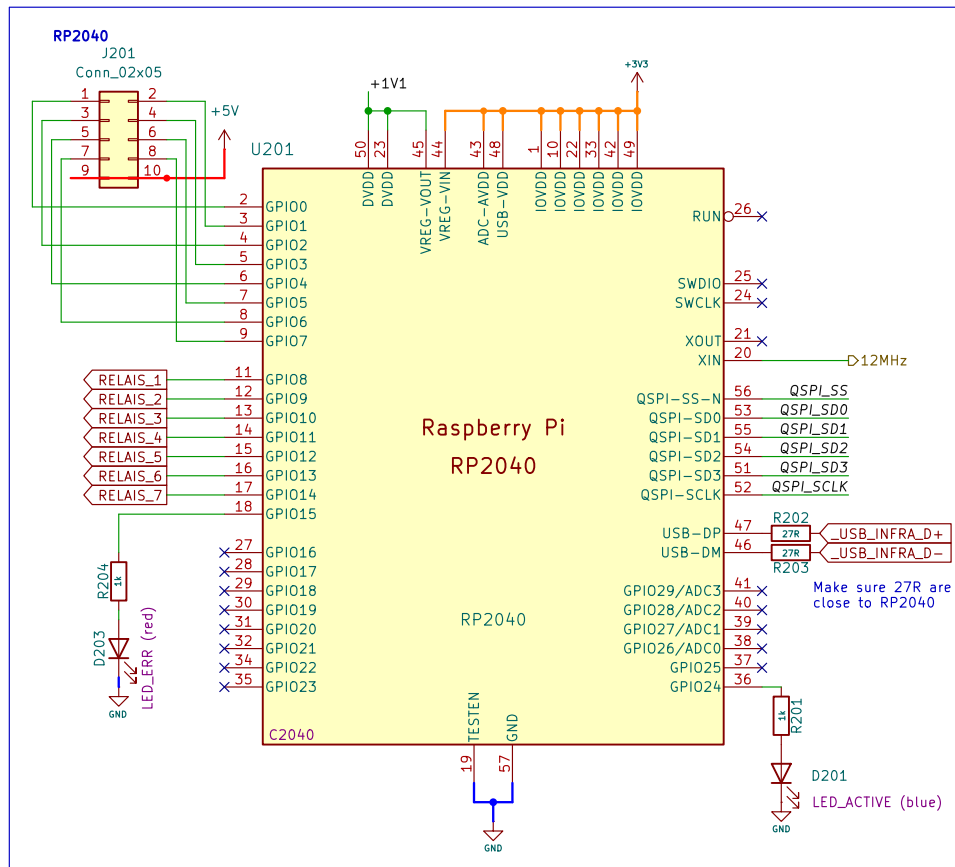 RP2040
J201
Conn_02x05
1 2
3 4
5 6
7 8
9 10
+5V
+1V1
+3V3
U201
50 23 45 44 43 48 1 10 22 33 42 49
DVDD DVDD VREG-VOUT VREG-VIN ADC-AVDD USB-VDD IOVDD IOVDD IOVDD IOVDD IOVDD IOVDD
2 GPIO0
3 GPIO1
4 GPIO2
5 GPIO3
6 GPIO4
7 GPIO5
8 GPIO6
9 GPIO7
RELAIS_1 11 GPIO8
RELAIS_2 12 GPIO9
RELAIS_3 13 GPIO10
RELAIS_4 14 GPIO11
RELAIS_5 15 GPIO12
RELAIS_6 16 GPIO13
RELAIS_7 17 GPIO14
18 GPIO15
27 GPIO16
28 GPIO17
29 GPIO18
30 GPIO19
31 GPIO20
32 GPIO21
34 GPIO22
35 GPIO23
R204
1k
D203
LED_ERR (red)
GND
Raspberry Pi
RP2040
RP2040
C2040
RUN 26
SWDIO 25
SWCLK 24
XOUT 21
XIN 20 12MHz
QSPI-SS-N 56 QSPI_SS
QSPI-SD0 53 QSPI_SD0
QSPI-SD1 55 QSPI_SD1
QSPI-SD2 54 QSPI_SD2
QSPI-SD3 51 QSPI_SD3
QSPI-SCLK 52 QSPI_SCLK
R202
USB-DP 47 27R _USB_INFRA_D+
USB-DM 46 27R _USB_INFRA_D-
R203
Make sure 27R are
close to RP2040
GPIO29/ADC3 41
GPIO28/ADC2 40
GPIO27/ADC1 39
GPIO26/ADC0 38
GPIO25 37
GPIO24 36
R201
1k
D201
LED_ACTIVE (blue)
GND
TESTEN GND
19 57
GND